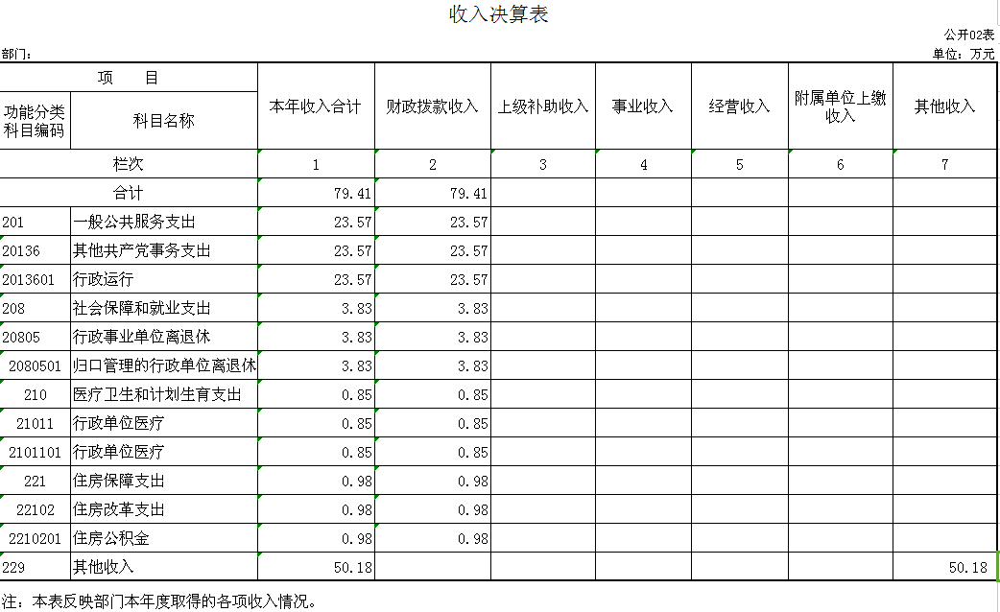 收入决算表
公开02表
部门：
单位：万元
项 目 本年收入合计 财政拨款收入 上级补助收入 事业收入 经营收入 附属单位上缴收入 其他收入
功能分类科目编码 科目名称
栏次 1 2 3 4 5 6 7
合计 79.41 79.41
201 一般公共服务支出 23.57 23.57
20136 其他共产党事务支出 23.57 23.57
2013601 行政运行 23.57 23.57
208 社会保障和就业支出 3.83 3.83
20805 行政事业单位离退休 3.83 3.83
2080501 归口管理的行政单位离退休 3.83 3.83
210 医疗卫生和计划生育支出 0.85 0.85
21011 行政单位医疗 0.85 0.85
2101101 行政单位医疗 0.85 0.85
221 住房保障支出 0.98 0.98
22102 住房改革支出 0.98 0.98
2210201 住房公积金 0.98 0.98
229 其他收入 50.18 50.18
注：本表反映部门本年度取得的各项收入情况。